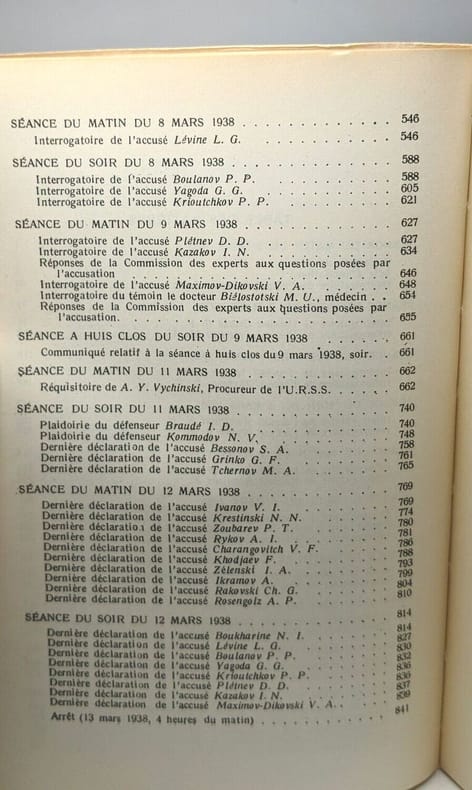 SÉANCE DU MATIN DU 8 MARS 1938 . . . . . . . . . . . . . 546
Interrogatoire de l'accusé Lévine L. G. . . . . . . . . . . . . 546
SÉANCE DU SOIR DU 8 MARS 1938 . . . . . . . . . . . . . . 588
Interrogatoire de l'accusé Boulanov P. P. . . . . . . . . . . 588
Interrogatoire de l'accusé Yagoda G. G. . . . . . . . . . . 605
Interrogatoire de l'accusé Krioutchkov P. P. . . . . . . . . . 621
SÉANCE DU MATIN DU 9 MARS 1938 . . . . . . . . . . . . . 627
Interrogatoire de l'accusé Plétnev D. D. . . . . . . . . . . . 627
Interrogatoire de l'accusé Kazakov I. N. . . . . . . . . . . . 634
Réponses de la Commission des experts aux questions posées par
l'accusation . . . . . . . . . . . . . . . . . . . 646
Interrogatoire de l'accusé Maximov-Dikovski V. A. . . . . . . . 648
Interrogatoire du témoin le docteur Biélostotski M. U., médecin . . 654
Réponses de la Commission des experts aux questions posées par
l'accusation. . . . . . . . . . . . . . . . . . . . 655
SÉANCE A HUIS CLOS DU SOIR DU 9 MARS 1938 . . . . . . 661
Communiqué relatif à la séance à huis clos du 9 mars 1938, soir. . 661
SÉANCE DU MATIN DU 11 MARS 1938 . . . . . . . . . . . . 662
Réquisitoire de A. Y. Vychinski, Procureur de l'U.R.S.S. . . . . . 662
SÉANCE DU SOIR DU 11 MARS 1938 . . . . . . . . . . . . . 740
Plaidoirie du défenseur Braudé I. D. . . . . . . . . . . . . 740
Plaidoirie du défenseur Kommodov N. V. . . . . . . . . . . . 748
Dernière déclaration de l'accusé Bessonov S. A. . . . . . . . . 758
Dernière déclaration de l'accusé Grinko G. F. . . . . . . . . . 761
Dernière déclaration de l'accusé Tchernov M. A. . . . . . . . . 765
SÉANCE DU MATIN DU 12 MARS 1938 . . . . . . . . . . . . 769
Dernière déclaration de l'accusé Ivanov V. I. . . . . . . . . . 769
Dernière déclaration de l'accusé Krestinski N. N. . . . . . . . 774
Dernière déclaration de l'accusé Zoubarev P. T. . . . . . . . . 780
Dernière déclaration de l'accusé Rykov A. I. . . . . . . . . . 781
Dernière déclaration de l'accusé Charangovitch V. F. . . . . . . 786
Dernière déclaration de l'accusé Khodjaev F. . . . . . . . . . 788
Dernière déclaration de l'accusé Zélenski I. A. . . . . . . . . 793
Dernière déclaration de l'accusé Ikramov A. . . . . . . . . . 799
Dernière déclaration de l'accusé Rakovski Ch. G. . . . . . . . 804
Dernière déclaration de l'accusé Rosengolz A. P. . . . . . . . 810
SÉANCE DU SOIR DU 12 MARS 1938 . . . . . . . . . . . . . 814
Dernière déclaration de l'accusé Boukharine N. I. . . . . . . . 814
Dernière déclaration de l'accusé Lévine L. G. . . . . . . . . . 827
Dernière déclaration de l'accusé Boulanov P. P. . . . . . . . . 830
Dernière déclaration de l'accusé Yagoda G. G. . . . . . . . . 832
Dernière déclaration de l'accusé Krioutchkov P. P. . . . . . . . 836
Dernière déclaration de l'accusé Plétnev D. D. . . . . . . . . 836
Dernière déclaration de l'accusé Kazakov I. N. . . . . . . . . 837
Dernière déclaration de l'accusé Maximov-Dikovski V. A. . . . . . 839
Arrêt (13 mars 1938, 4 heures du matin) . . . . . . . . . . . 841